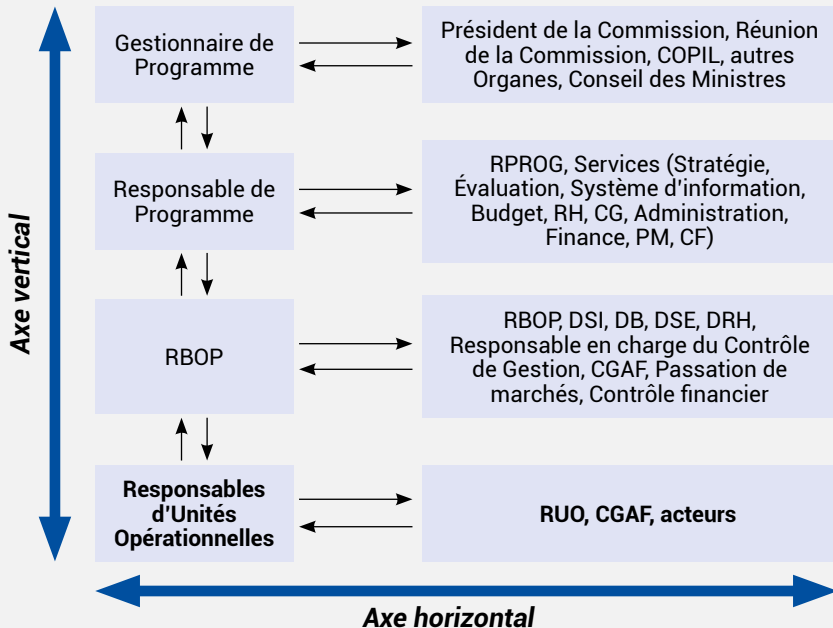 Gestionnaire de
Programme
Président de la Commission, Réunion
de la Commission, COPIL, autres
Organes, Conseil des Ministres
Responsable de
Programme
RPROG, Services (Stratégie,
Évaluation, Système d'information,
Budget, RH, CG, Administration,
Finance, PM, CF)
RBOP
RBOP, DSI, DB, DSE, DRH,
Responsable en charge du Contrôle
de Gestion, CGAF, Passation de
marchés, Contrôle financier
Responsables
d'Unités
Opérationnelles
RUO, CGAF, acteurs
Axe vertical
Axe horizontal